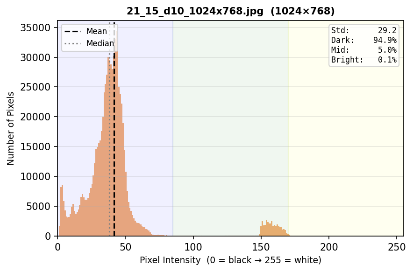 21_15_d10_1024x768.jpg (1024×768)
Mean
Median
Std: 29.2
Dark: 94.9%
Mid: 5.0%
Bright: 0.1%
35000
30000
25000
20000
15000
10000
5000
0
Number of Pixels
0 50 100 150 200 250
Pixel Intensity (0 = black → 255 = white)